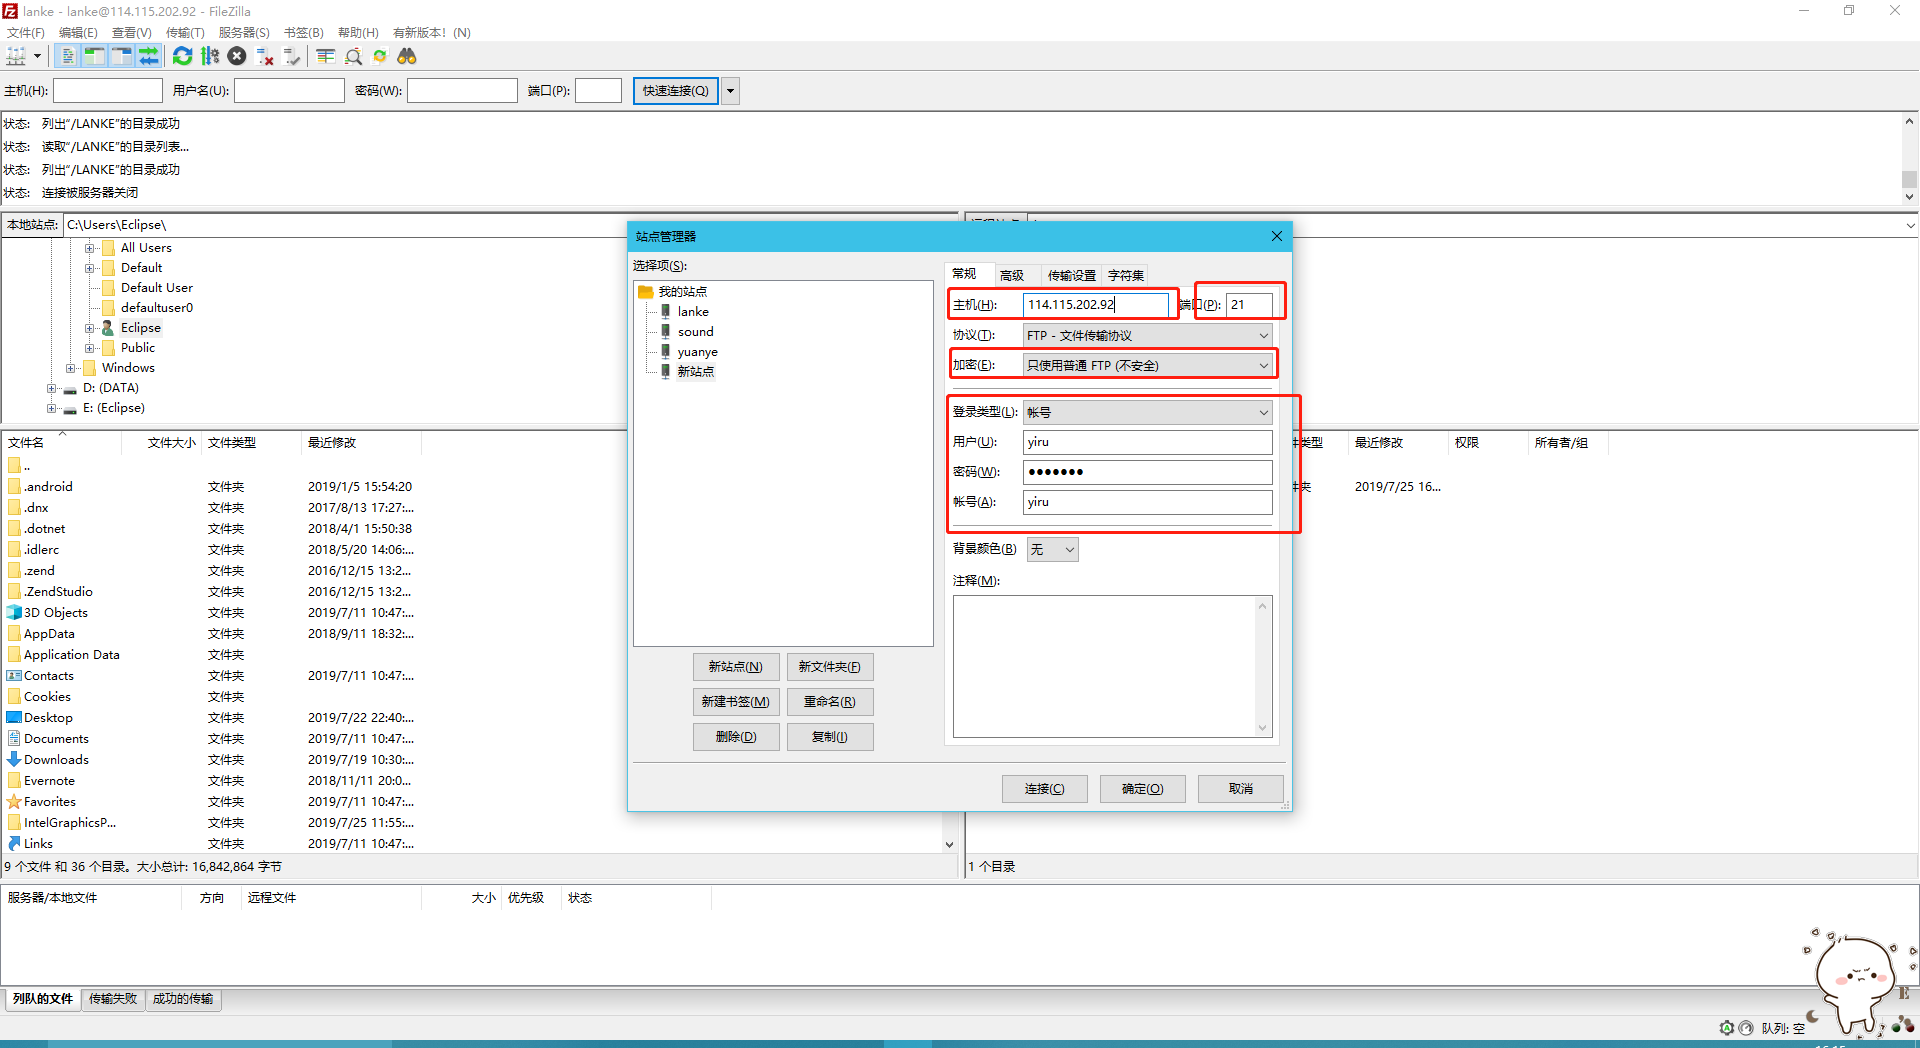 lanke - lanke@114.115.202.92 - FileZilla
文件(F) 编辑(E) 查看(V) 传输(T) 服务器(S) 书签(B) 帮助(H) 有新版本！(N)
主机(H): 用户名(U): 密码(W): 端口(P): 快速连接(Q)
状态: 列出“/LANKE”的目录成功
状态: 读取“/LANKE”的目录列表...
状态: 列出“/LANKE”的目录成功
状态: 连接被服务器关闭
本地站点: C:\Users\Eclipse\
All Users
Default
Default User
defaultuser0
Eclipse
Public
Windows
D: (DATA)
E: (Eclipse)
文件名 文件大小 文件类型 最近修改
..
.android 文件夹 2019/1/5 15:54:20
.dnx 文件夹 2017/8/13 17:27:...
.dotnet 文件夹 2018/4/1 15:50:38
.idlerc 文件夹 2018/5/20 14:06:...
.zend 文件夹 2016/12/15 13:2...
.ZendStudio 文件夹 2016/12/15 13:2...
3D Objects 文件夹 2019/7/11 10:47:...
AppData 文件夹 2018/9/11 18:32:...
Application Data 文件夹
Contacts 文件夹 2019/7/11 10:47:...
Cookies 文件夹
Desktop 文件夹 2019/7/22 22:40:...
Documents 文件夹 2019/7/11 10:47:...
Downloads 文件夹 2019/7/19 10:30:...
Evernote 文件夹 2018/11/11 20:0...
Favorites 文件夹 2019/7/11 10:47:...
IntelGraphicsP... 文件夹 2019/7/25 11:55:...
Links 文件夹 2019/7/11 10:47:...
9 个文件 和 36 个目录。大小总计: 16,842,864 字节
站点管理器
选择项(S):
我的站点
lanke
sound
yuanye
新站点
新站点(N) 新文件夹(F)
新建书签(M) 重命名(R)
删除(D) 复制(I)
常规 高级 传输设置 字符集
主机(H): 114.115.202.92 端口(P): 21
协议(T): FTP - 文件传输协议
加密(E): 只使用普通 FTP (不安全)
登录类型(L): 帐号
用户(U): yiru
密码(W): ●●●●●●●
帐号(A): yiru
背景颜色(B) 无
注释(M):
连接(C) 确定(O) 取消
类型 最近修改 权限 所有者/组
夹 2019/7/25 16...
1 个目录
服务器/本地文件 方向 远程文件 大小 优先级 状态
列队的文件 传输失败 成功的传输
队列: 空